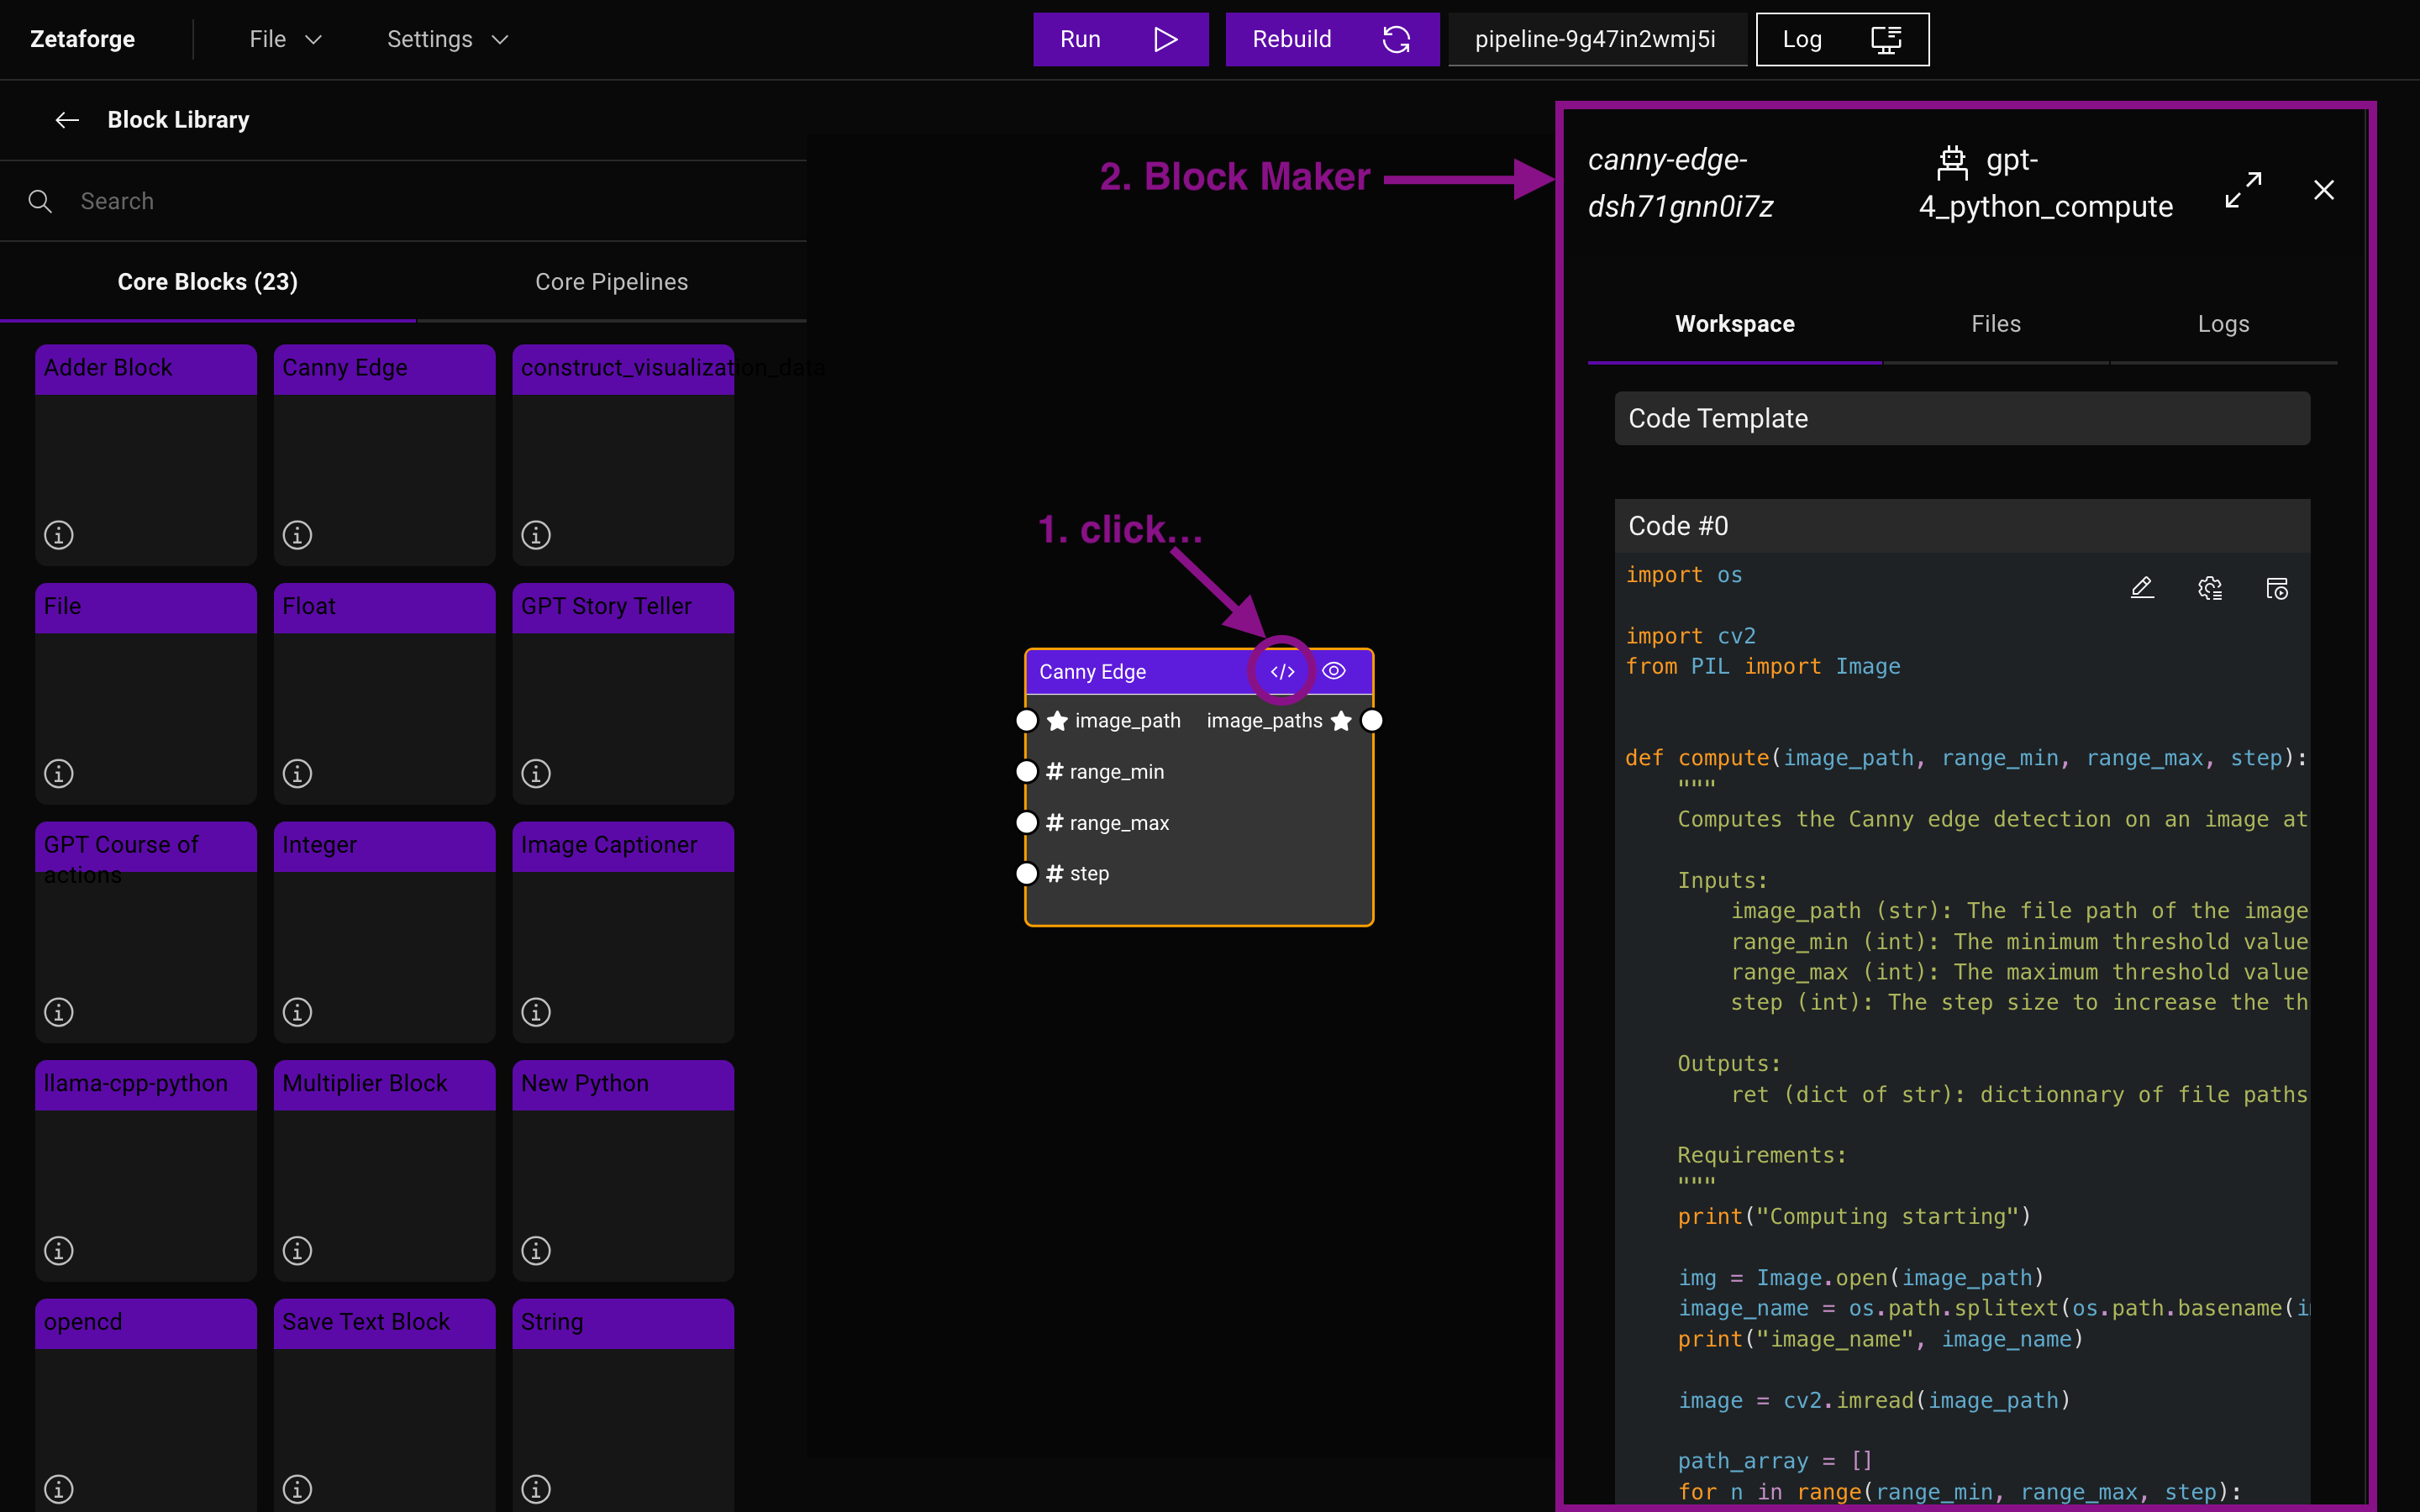 Zetaforge
File
Settings
Run
Rebuild
pipeline-9g47in2wmj5i
Log
Block Library
Search
Core Blocks (23)
Core Pipelines
Adder Block
Canny Edge
construct_visualization_data
File
Float
GPT Story Teller
GPT Course of
actions
Integer
Image Captioner
llama-cpp-python
Multiplier Block
New Python
opencd
Save Text Block
String
2. Block Maker
1. click...
Canny Edge
</>
image_path
image_paths
# range_min
# range_max
# step
canny-edge-
dsh71gnn0i7z
gpt-
4_python_compute
Workspace
Files
Logs
Code Template
Code #0
import os
import cv2
from PIL import Image
def compute(image_path, range_min, range_max, step):
"""
Computes the Canny edge detection on an image at
Inputs:
image_path (str): The file path of the image
range_min (int): The minimum threshold value
range_max (int): The maximum threshold value
step (int): The step size to increase the th
Outputs:
ret (dict of str): dictionnary of file paths
Requirements:
"""
print("Computing starting")
img = Image.open(image_path)
image_name = os.path.splitext(os.path.basename(i
print("image_name", image_name)
image = cv2.imread(image_path)
path_array = []
for n in range(range_min, range_max, step):